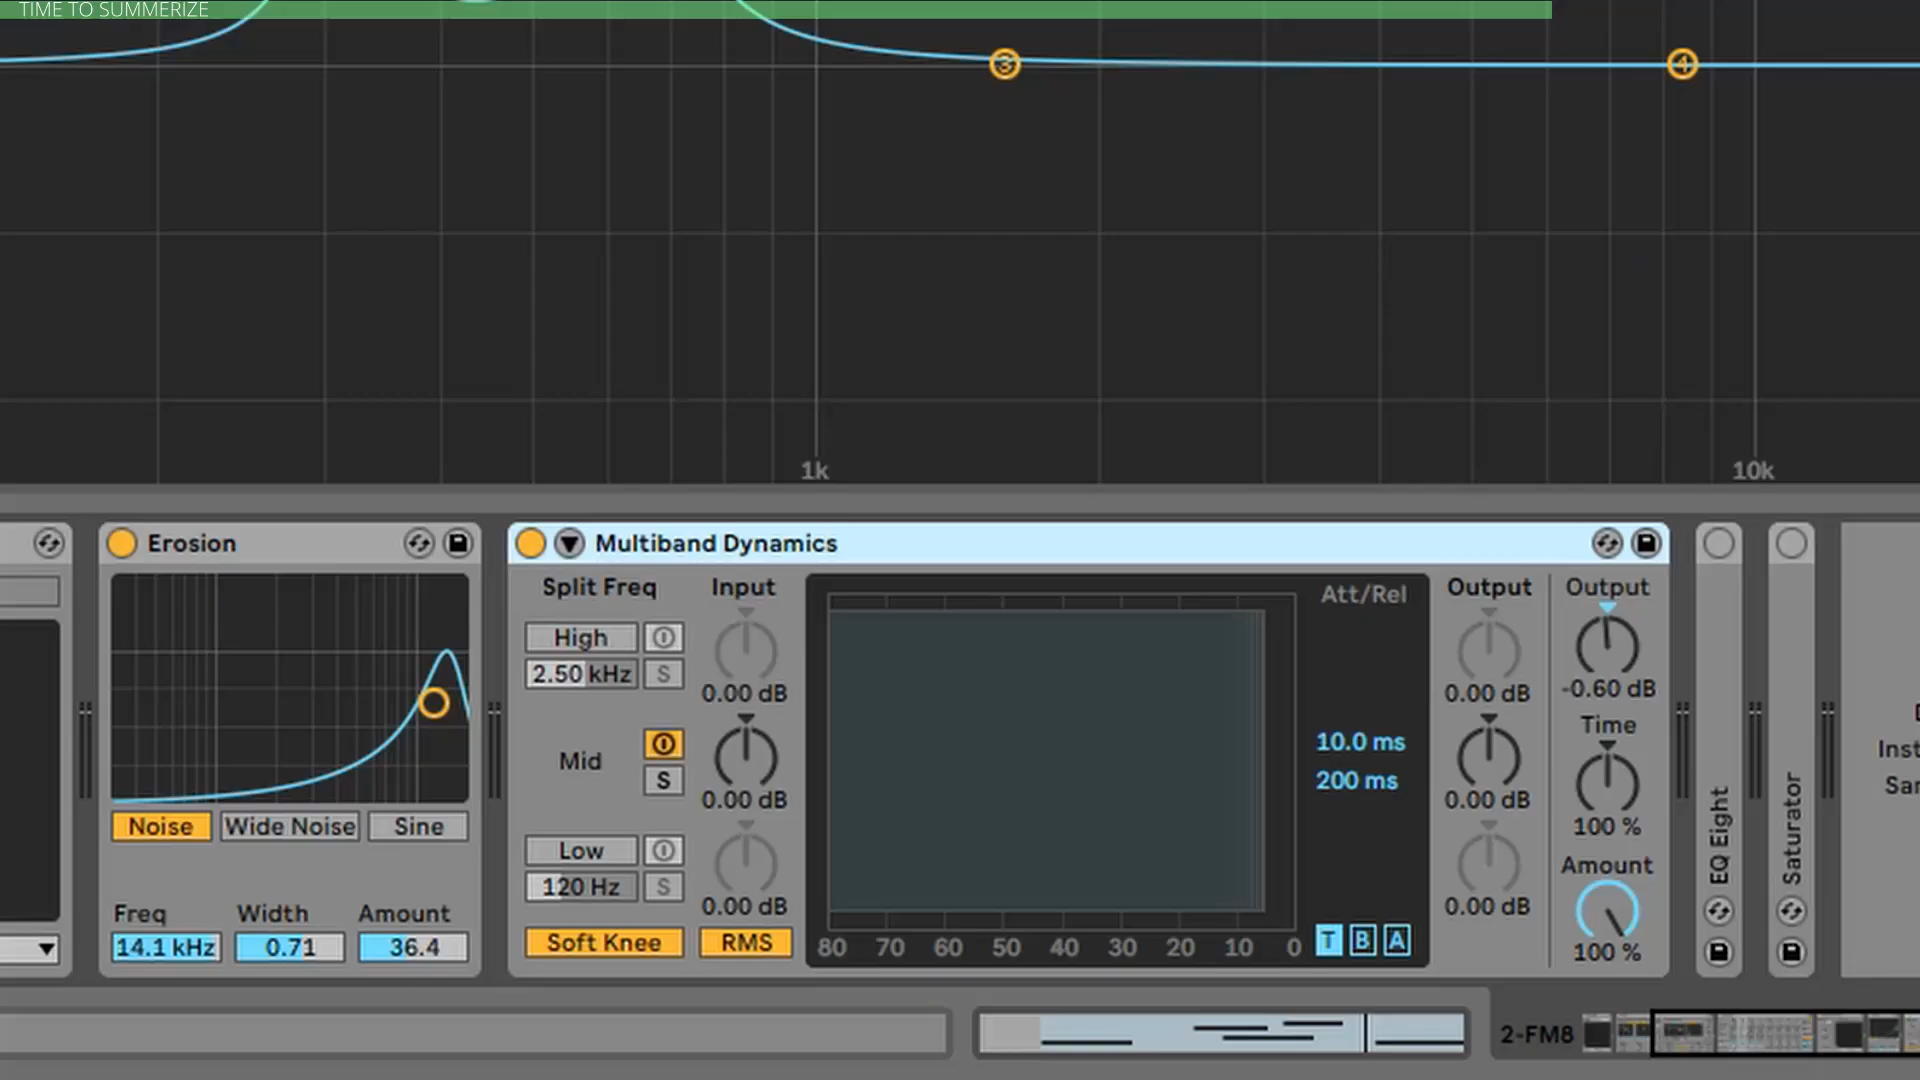 TIME TO SUMMERIZE
3
4
1k
10k
Erosion
Noise
Wide Noise
Sine
Freq
Width
Amount
14.1 kHz
0.71
36.4
Multiband Dynamics
Split Freq
Input
Att/Rel
Output
Output
High
2.50 kHz
S
0.00 dB
0.00 dB
-0.60 dB
Mid
S
0.00 dB
10.0 ms
200 ms
0.00 dB
Time
100 %
Low
120 Hz
S
0.00 dB
0.00 dB
Amount
100 %
Soft Knee
RMS
80 70 60 50 40 30 20 10 0
T B A
EQ Eight
Saturator
Inst
2-FM8